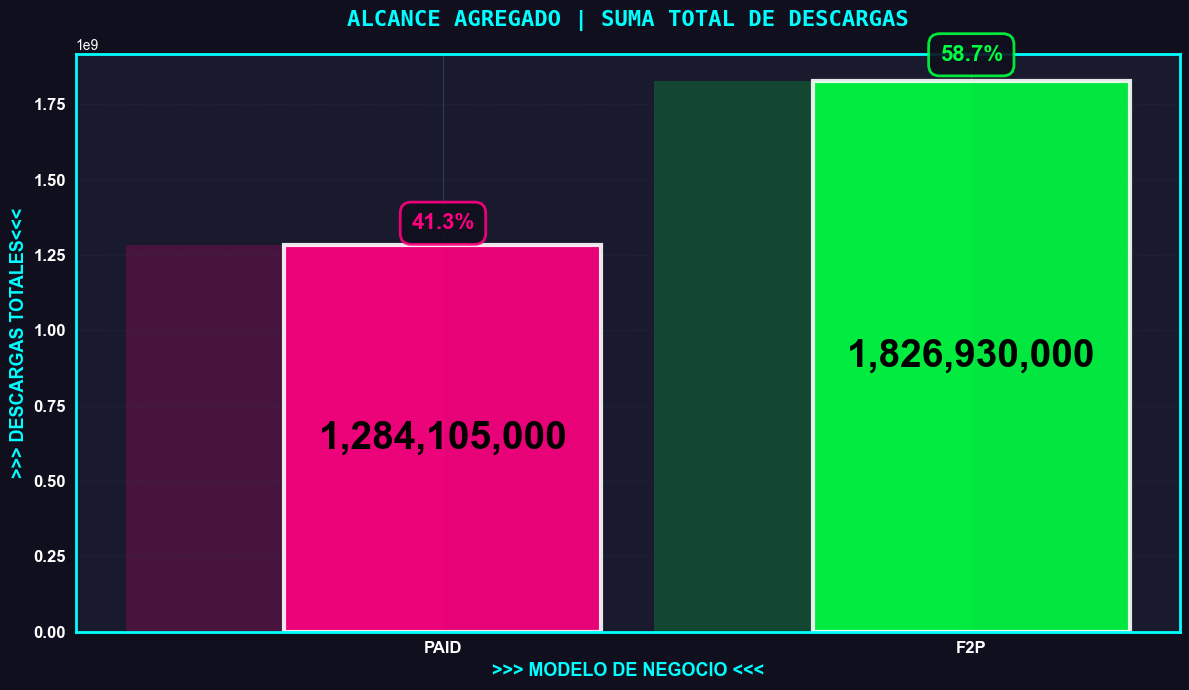 ALCANCE AGREGADO | SUMA TOTAL DE DESCARGAS
1e9
58.7%
1.75
1.50
41.3%
1.25
1.00
1,826,930,000
0.75
1,284,105,000
0.50
0.25
0.00
>>> DESCARGAS TOTALES<<<
PAID
F2P
>>> MODELO DE NEGOCIO <<<